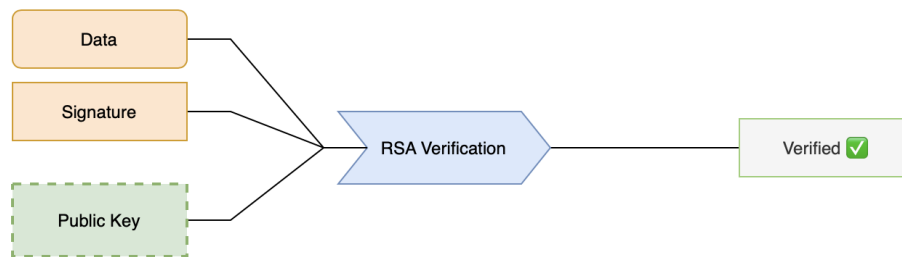 Data
Signature
Public Key
RSA Verification
Verified ✅